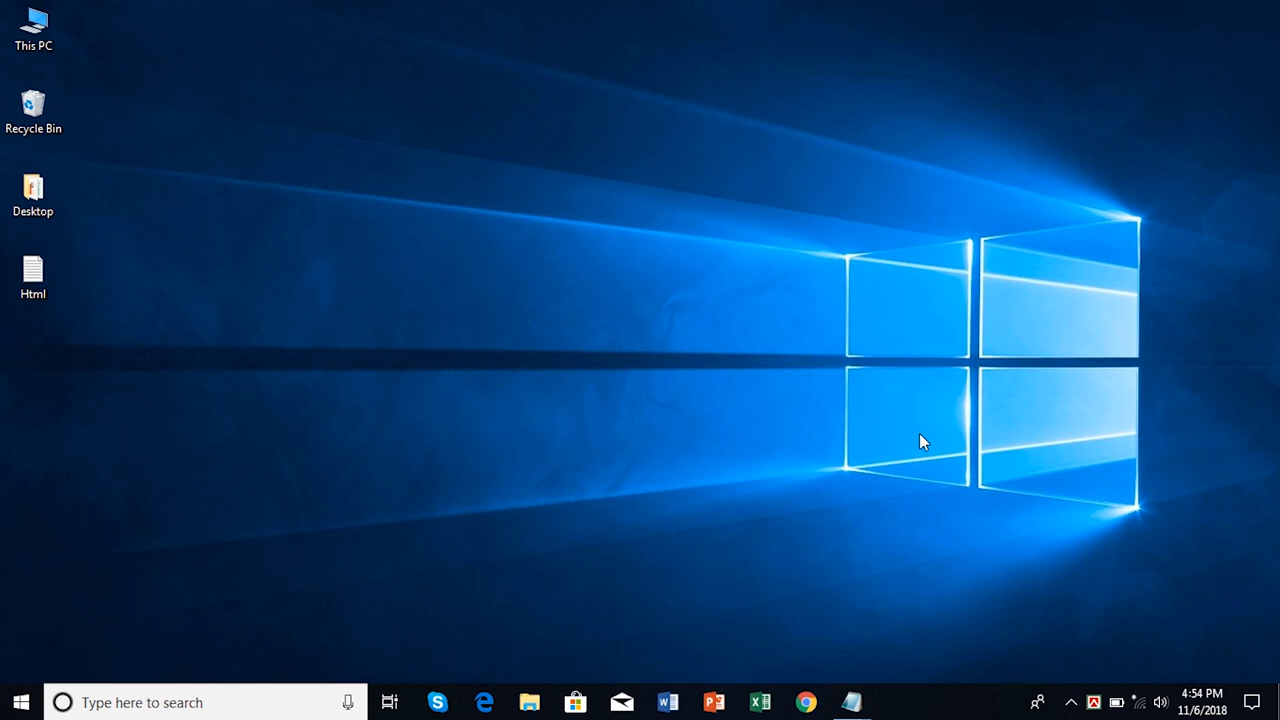 This PC
Recycle Bin
Desktop
Html
Type here to search
4:54 PM
11/6/2018